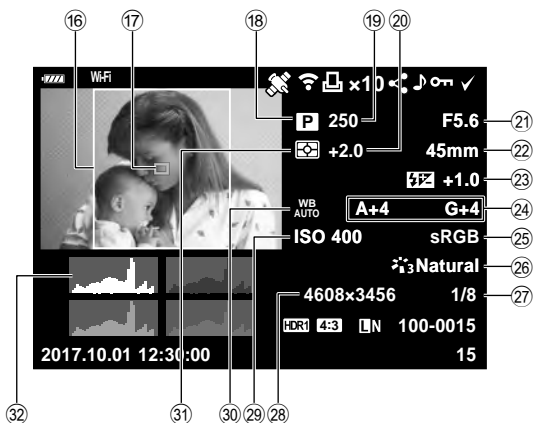 ⑯ ⑰ ⑱ ⑲ ⑳
Wi-Fi ×10
P 250 F5.6 ㉑
+2.0 45mm ㉒
+1.0 ㉓
WB AUTO A+4 G+4 ㉔
ISO 400 sRGB ㉕
3 Natural ㉖
4608×3456 1/8 ㉗
HDR1 4:3 LN 100-0015
2017.10.01 12:30:00 15
㉜ ㉛ ㉚ ㉙ ㉘